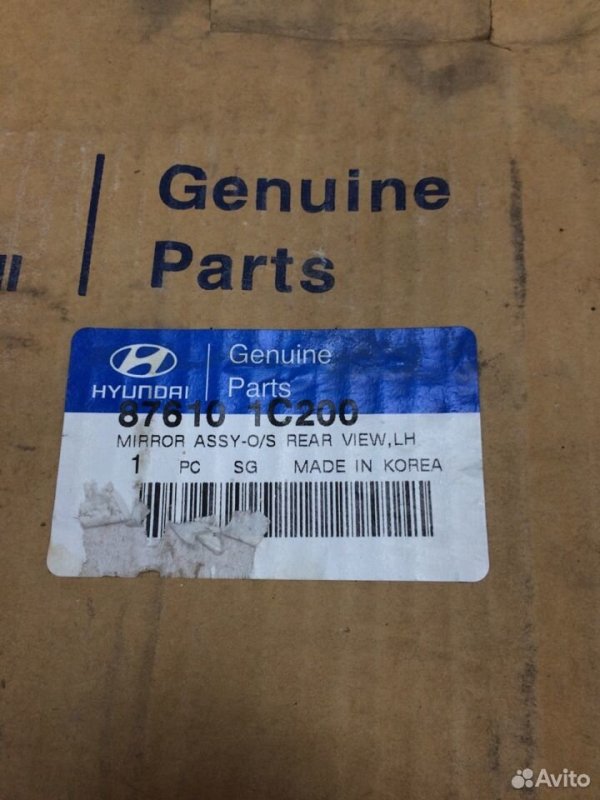 Genuine
Parts
HYUNDAI
Genuine
Parts
87610 1C200
MIRROR ASSY-O/S REAR VIEW,LH
1 PC SG MADE IN KOREA
Avito